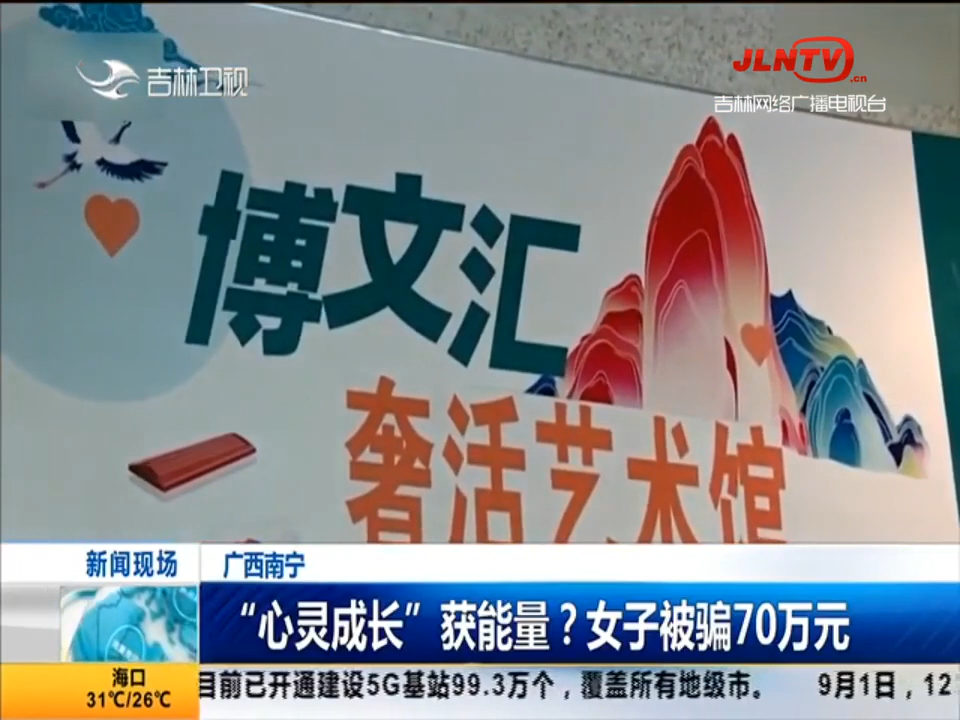 吉林卫视
JLNTV.cn
吉林网络广播电视台
博文汇
奢活艺术馆
新闻现场
广西南宁
“心灵成长”获能量？女子被骗70万元
海口
31℃/26℃
目前已开通建设5G基站99.3万个，覆盖所有地级市。 9月1日，12